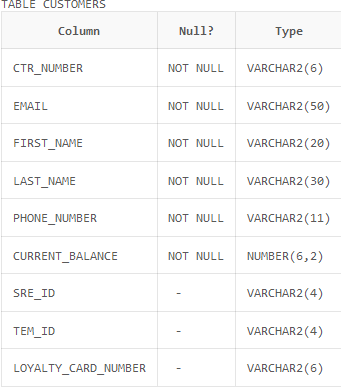 TABLE CUSTOMERS
Column Null? Type
CTR_NUMBER NOT NULL VARCHAR2(6)
EMAIL NOT NULL VARCHAR2(50)
FIRST_NAME NOT NULL VARCHAR2(20)
LAST_NAME NOT NULL VARCHAR2(30)
PHONE_NUMBER NOT NULL VARCHAR2(11)
CURRENT_BALANCE NOT NULL NUMBER(6,2)
SRE_ID - VARCHAR2(4)
TEM_ID - VARCHAR2(4)
LOYALTY_CARD_NUMBER - VARCHAR2(6)